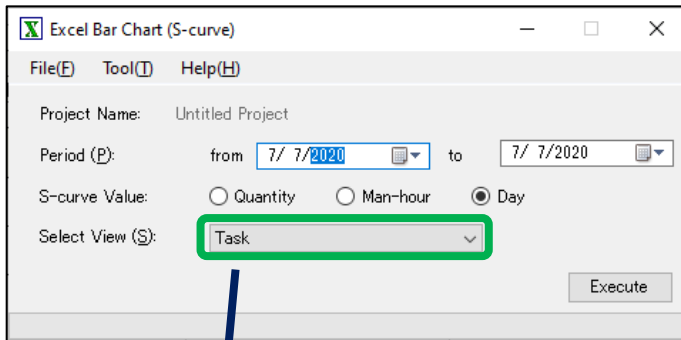 Excel Bar Chart (S-curve)
File(F) Tool(T) Help(H)
Project Name: Untitled Project
Period (P): from 7/ 7/2020 to 7/ 7/2020
S-curve Value: Quantity Man-hour Day
Select View (S): Task
Execute